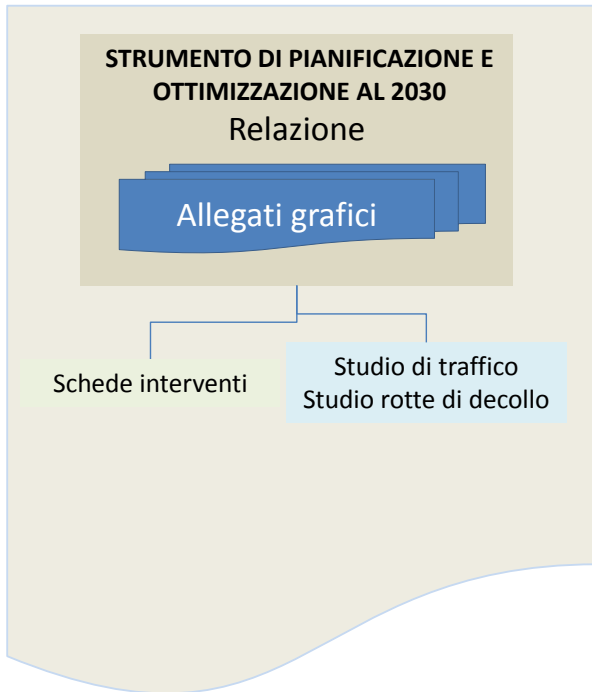 STRUMENTO DI PIANIFICAZIONE E
OTTIMIZZAZIONE AL 2030
Relazione
Allegati grafici
Schede interventi
Studio di traffico
Studio rotte di decollo